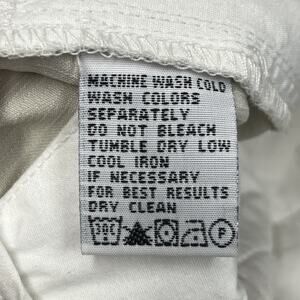 MACHINE WASH COLD
WASH COLORS
SEPARATELY
DO NOT BLEACH
TUMBLE DRY LOW
COOL IRON
IF NECESSARY
FOR BEST RESULTS
DRY CLEAN
30C P